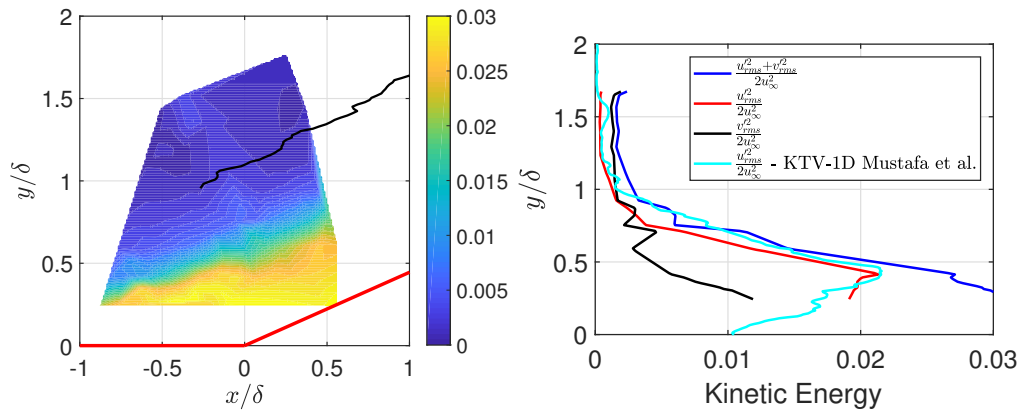 2
1.5
1
0.5
0
y/δ
-1 -0.5 0 0.5 1
x/δ
0.03
0.025
0.02
0.015
0.01
0.005
0
2
1.5
1
0.5
0
y/δ
u′²rms+v′²rms / 2u²∞
u′²rms / 2u²∞
v′²rms / 2u²∞
u′²rms / 2u²∞ - KTV-1D Mustafa et al.
0 0.01 0.02 0.03
Kinetic Energy